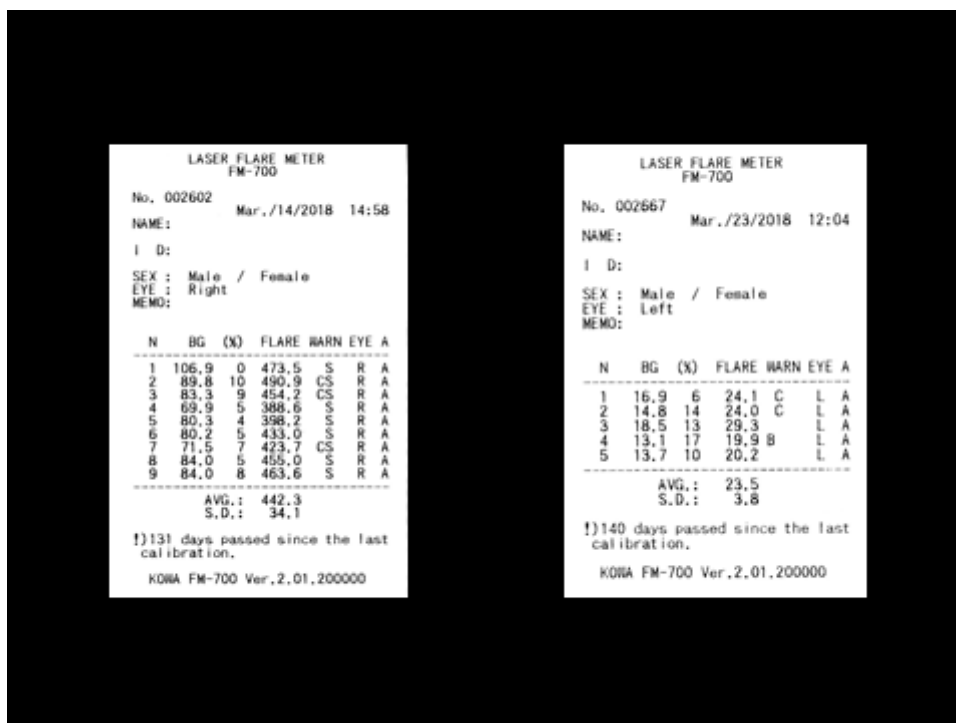 LASER FLARE METER
FM-700
No. 002602
Mar./14/2018 14:58
NAME:
I D:
SEX : Male / Female
EYE : Right
MEMO:
N BG (%) FLARE WARN EYE A
1 106.9 0 473.5 S R A
2 89.8 10 490.9 CS R A
3 83.3 9 454.2 CS R A
4 69.9 5 388.6 S R A
5 80.3 4 398.2 S R A
6 80.2 5 433.0 S R A
7 71.5 7 423.7 CS R A
8 84.0 5 455.0 S R A
9 84.0 8 463.6 S R A
AVG.: 442.3
S.D.: 34.1
!)131 days passed since the last
calibration.
KOWA FM-700 Ver.2.01.200000
LASER FLARE METER
FM-700
No. 002667
Mar./23/2018 12:04
NAME:
I D:
SEX : Male / Female
EYE : Left
MEMO:
N BG (%) FLARE WARN EYE A
1 16.9 6 24.1 C L A
2 14.8 14 24.0 C L A
3 18.5 13 29.3 L A
4 13.1 17 19.9 B L A
5 13.7 10 20.2 L A
AVG.: 23.5
S.D.: 3.8
!)140 days passed since the last
calibration.
KOWA FM-700 Ver.2.01.200000